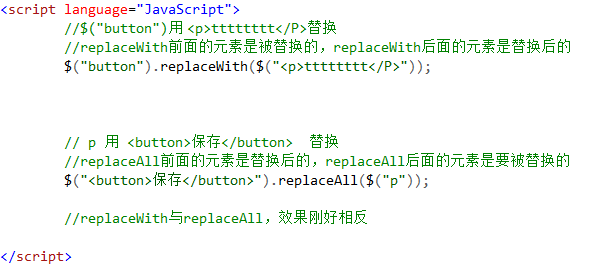 <script language="JavaScript">
//$("button")用 <p>tttttttt</P>替换
//replaceWith前面的元素是被替换的，replaceWith后面的元素是替换后的
$("button").replaceWith($("<p>tttttttt</P>"));
// p 用 <button>保存</button>  替换
//replaceAll前面的元素是替换后的，replaceAll后面的元素是要被替换的
$("<button>保存</button>").replaceAll($("p"));
//replaceWith与replaceAll，效果刚好相反
</script>